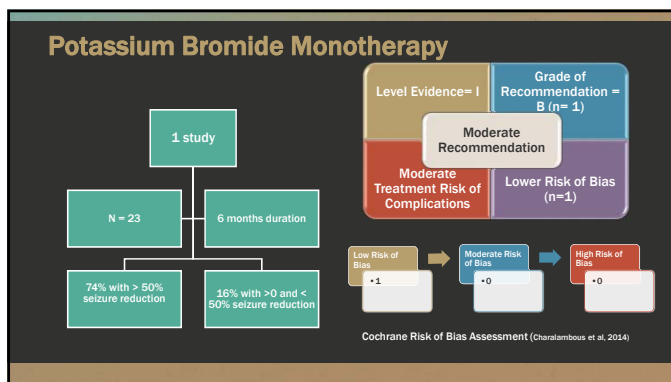 Potassium Bromide Monotherapy
1 study
N = 23
6 months duration
74% with > 50%
seizure reduction
16% with >0 and <
50% seizure reduction
Level Evidence= I
Grade of
Recommendation =
B (n= 1)
Moderate
Recommendation
Moderate
Treatment Risk of
Complications
Lower Risk of Bias
(n=1)
Low Risk of
Bias
•1
Moderate Risk
of Bias
•0
High Risk of
Bias
•0
Cochrane Risk of Bias Assessment (Charalambous et al, 2014)